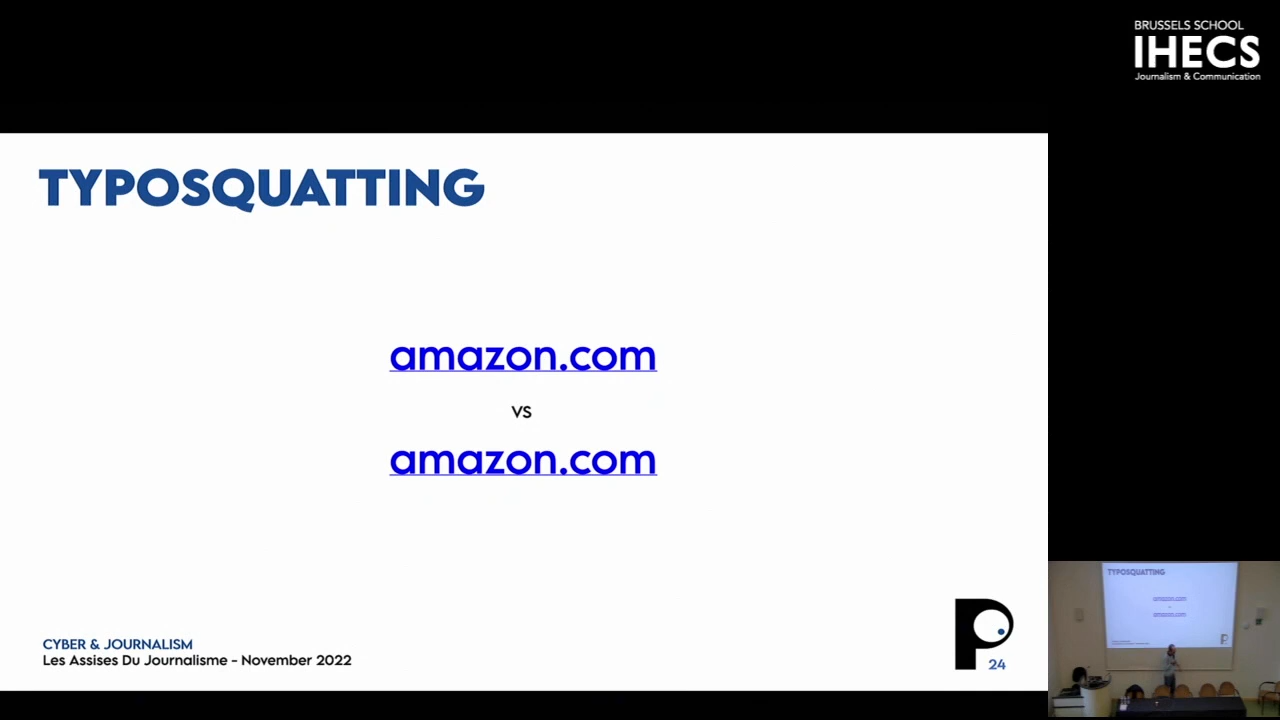 BRUSSELS SCHOOL
IHECS
Journalism & Communication
TYPOSQUATTING
amazon.com
vs
amazon.com
CYBER & JOURNALISM
Les Assises Du Journalisme - November 2022
P
24
TYPOSQUATTING